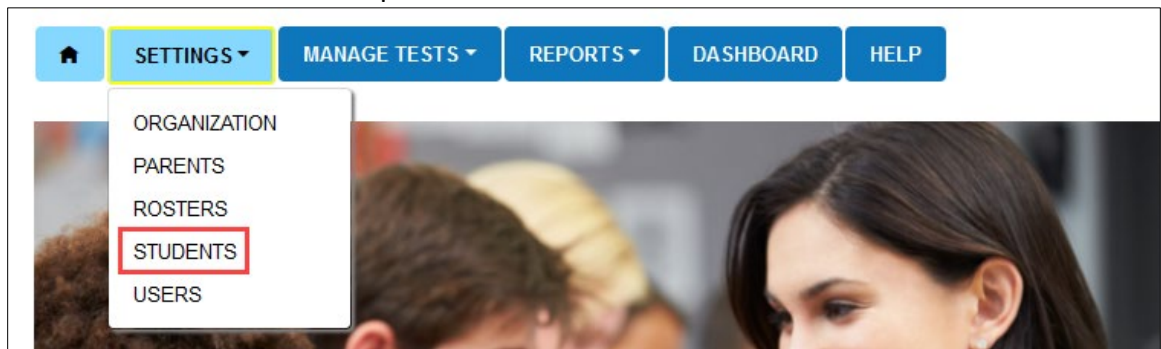 SETTINGS MANAGE TESTS REPORTS DASHBOARD HELP
ORGANIZATION
PARENTS
ROSTERS
STUDENTS
USERS